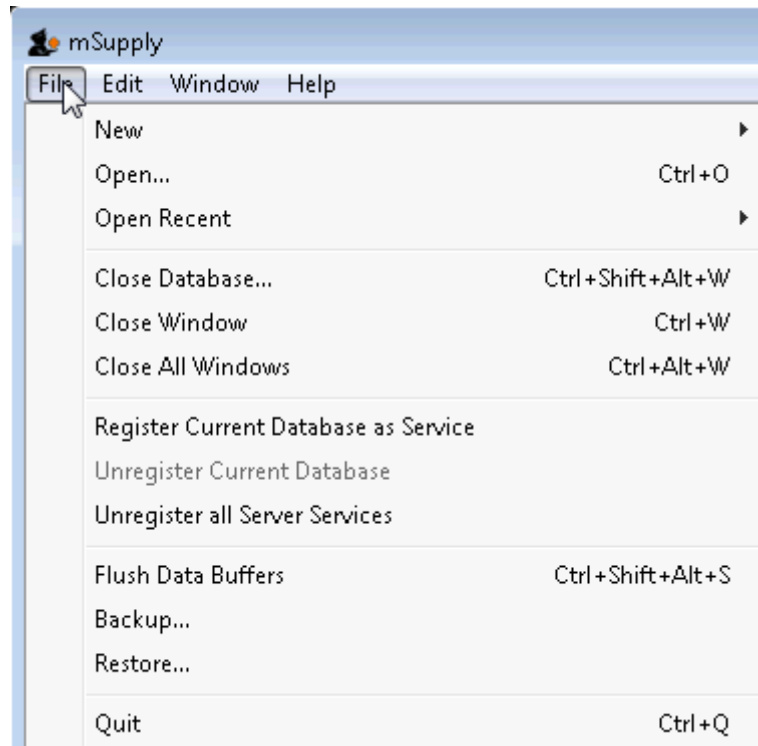 mSupply
File Edit Window Help
New
Open... Ctrl+O
Open Recent
Close Database... Ctrl+Shift+Alt+W
Close Window Ctrl+W
Close All Windows Ctrl+Alt+W
Register Current Database as Service
Unregister Current Database
Unregister all Server Services
Flush Data Buffers Ctrl+Shift+Alt+S
Backup...
Restore...
Quit Ctrl+Q